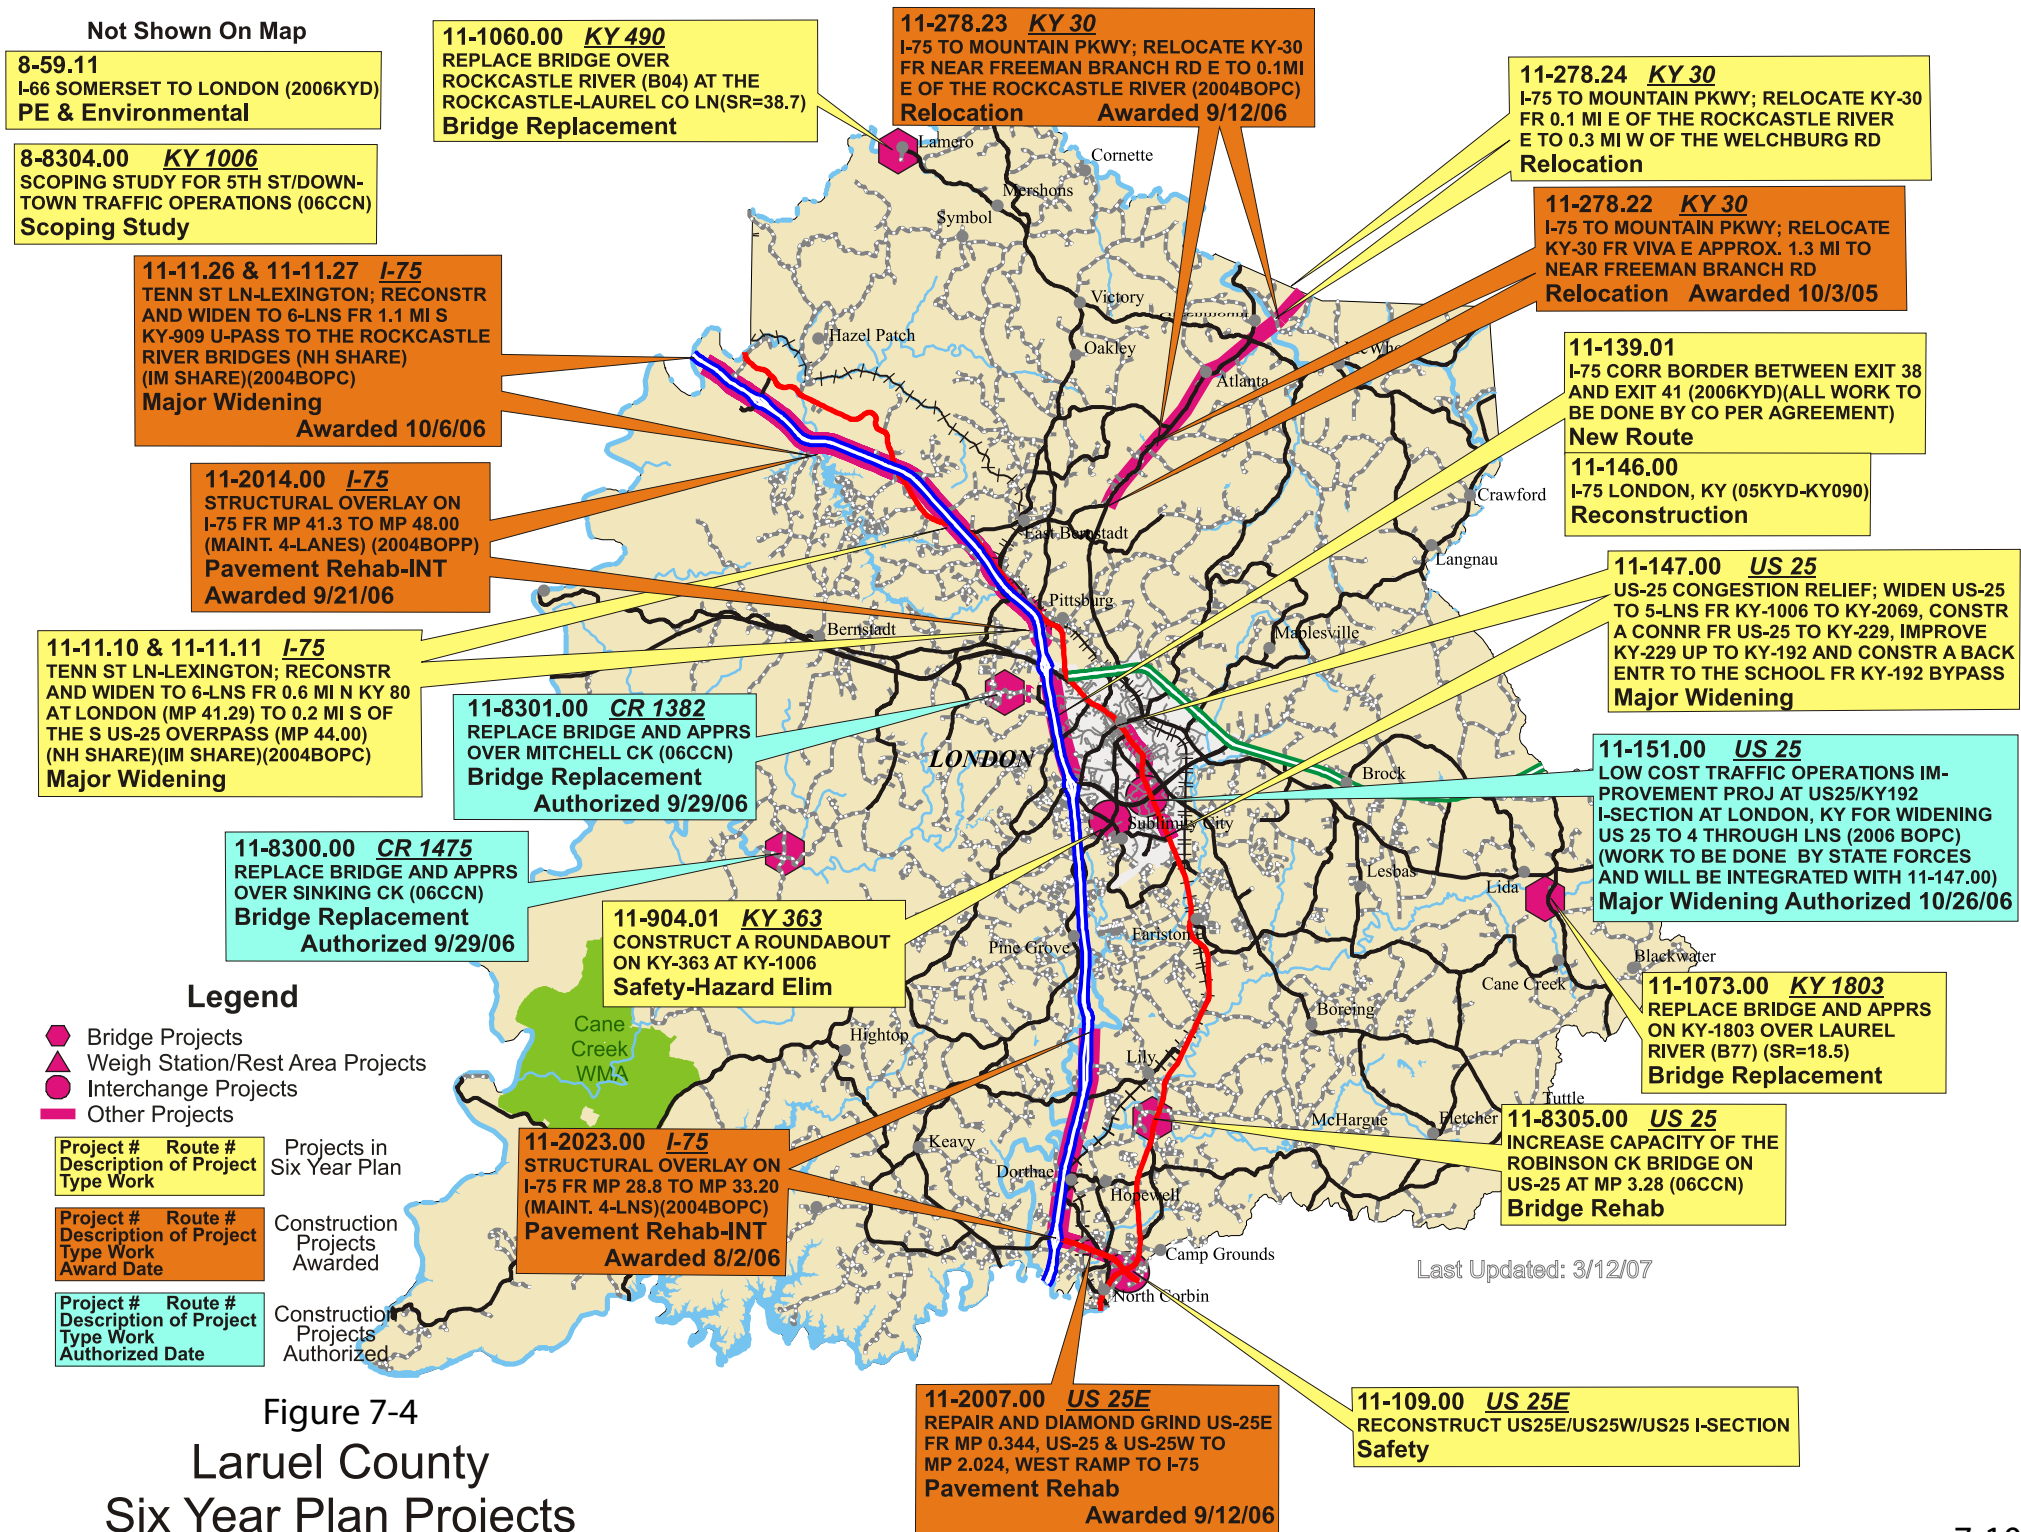 Not Shown On Map
8-59.11
I-66 SOMERSET TO LONDON (2006KYD)
PE & Environmental
8-8304.00 KY 1006
SCOPING STUDY FOR 5TH ST/DOWN-
TOWN TRAFFIC OPERATIONS (06CCN)
Scoping Study
11-1060.00 KY 490
REPLACE BRIDGE OVER
ROCKCASTLE RIVER (B04) AT THE
ROCKCASTLE-LAUREL CO LN(SR=38.7)
Bridge Replacement
11-278.23 KY 30
I-75 TO MOUNTAIN PKWY; RELOCATE KY-30
FR NEAR FREEMAN BRANCH RD E TO 0.1MI
E OF THE ROCKCASTLE RIVER (2004BOPC)
Relocation Awarded 9/12/06
11-278.24 KY 30
I-75 TO MOUNTAIN PKWY; RELOCATE KY-30
FR 0.1 MI E OF THE ROCKCASTLE RIVER
E TO 0.3 MI W OF THE WELCHBURG RD
Relocation
11-278.22 KY 30
I-75 TO MOUNTAIN PKWY; RELOCATE
KY-30 FR VIVA E APPROX. 1.3 MI TO
NEAR FREEMAN BRANCH RD
Relocation Awarded 10/3/05
11-11.26 & 11-11.27 I-75
TENN ST LN-LEXINGTON; RECONSTR
AND WIDEN TO 6-LNS FR 1.1 MI S
KY-909 U-PASS TO THE ROCKCASTLE
RIVER BRIDGES (NH SHARE)
(IM SHARE)(2004BOPC)
Major Widening
Awarded 10/6/06
11-139.01
I-75 CORR BORDER BETWEEN EXIT 38
AND EXIT 41 (2006KYD)(ALL WORK TO
BE DONE BY CO PER AGREEMENT)
New Route
11-146.00
I-75 LONDON, KY (05KYD-KY090)
Reconstruction
11-2014.00 I-75
STRUCTURAL OVERLAY ON
I-75 FR MP 41.3 TO MP 48.00
(MAINT. 4-LANES) (2004BOPP)
Pavement Rehab-INT
Awarded 9/21/06
11-147.00 US 25
US-25 CONGESTION RELIEF; WIDEN US-25
TO 5-LNS FR KY-1006 TO KY-2069, CONSTR
A CONNR FR US-25 TO KY-229, IMPROVE
KY-229 UP TO KY-192 AND CONSTR A BACK
ENTR TO THE SCHOOL FR KY-192 BYPASS
Major Widening
11-11.10 & 11-11.11 I-75
TENN ST LN-LEXINGTON; RECONSTR
AND WIDEN TO 6-LNS FR 0.6 MI N KY 80
AT LONDON (MP 41.29) TO 0.2 MI S OF
THE S US-25 OVERPASS (MP 44.00)
(NH SHARE)(IM SHARE)(2004BOPC)
Major Widening
11-8301.00 CR 1382
REPLACE BRIDGE AND APPRS
OVER MITCHELL CK (06CCN)
Bridge Replacement
Authorized 9/29/06
11-151.00 US 25
LOW COST TRAFFIC OPERATIONS IM-
PROVEMENT PROJ AT US25/KY192
I-SECTION AT LONDON, KY FOR WIDENING
US 25 TO 4 THROUGH LNS (2006 BOPC)
(WORK TO BE DONE BY STATE FORCES
AND WILL BE INTEGRATED WITH 11-147.00)
Major Widening Authorized 10/26/06
11-8300.00 CR 1475
REPLACE BRIDGE AND APPRS
OVER SINKING CK (06CCN)
Bridge Replacement
Authorized 9/29/06
11-904.01 KY 363
CONSTRUCT A ROUNDABOUT
ON KY-363 AT KY-1006
Safety-Hazard Elim
11-1073.00 KY 1803
REPLACE BRIDGE AND APPRS
ON KY-1803 OVER LAUREL
RIVER (B77) (SR=18.5)
Bridge Replacement
11-8305.00 US 25
INCREASE CAPACITY OF THE
ROBINSON CK BRIDGE ON
US-25 AT MP 3.28 (06CCN)
Bridge Rehab
11-2023.00 I-75
STRUCTURAL OVERLAY ON
I-75 FR MP 28.8 TO MP 33.20
(MAINT. 4-LNS)(2004BOPC)
Pavement Rehab-INT
Awarded 8/2/06
11-2007.00 US 25E
REPAIR AND DIAMOND GRIND US-25E
FR MP 0.344, US-25 & US-25W TO
MP 2.024, WEST RAMP TO I-75
Pavement Rehab
Awarded 9/12/06
11-109.00 US 25E
RECONSTRUCT US25E/US25W/US25 I-SECTION
Safety
Lamero
Cornette
Mershons
Symbol
Victory
Hazel Patch
Oakley
Atlanta
Crawford
East Bernstadt
Langnau
Pittsburg
Bernstadt
Maplesville
LONDON
Brock
Sublimity City
Lesbas
Lida
Pine Grove
Fariston
Blackwater
Cane Creek
Boreing
Hightop
Lily
Tuttle
McHargue
Fletcher
Keavy
Dorthae
Hopewell
Camp Grounds
North Corbin
Cane
Creek
WMA
Last Updated: 3/12/07
Legend
Bridge Projects
Weigh Station/Rest Area Projects
Interchange Projects
Other Projects
Project # Route #
Description of Project
Type Work
Projects in
Six Year Plan
Project # Route #
Description of Project
Type Work
Award Date
Construction
Projects
Awarded
Project # Route #
Description of Project
Type Work
Authorized Date
Construction
Projects
Authorized
Figure 7-4
Laruel County
Six Year Plan Projects